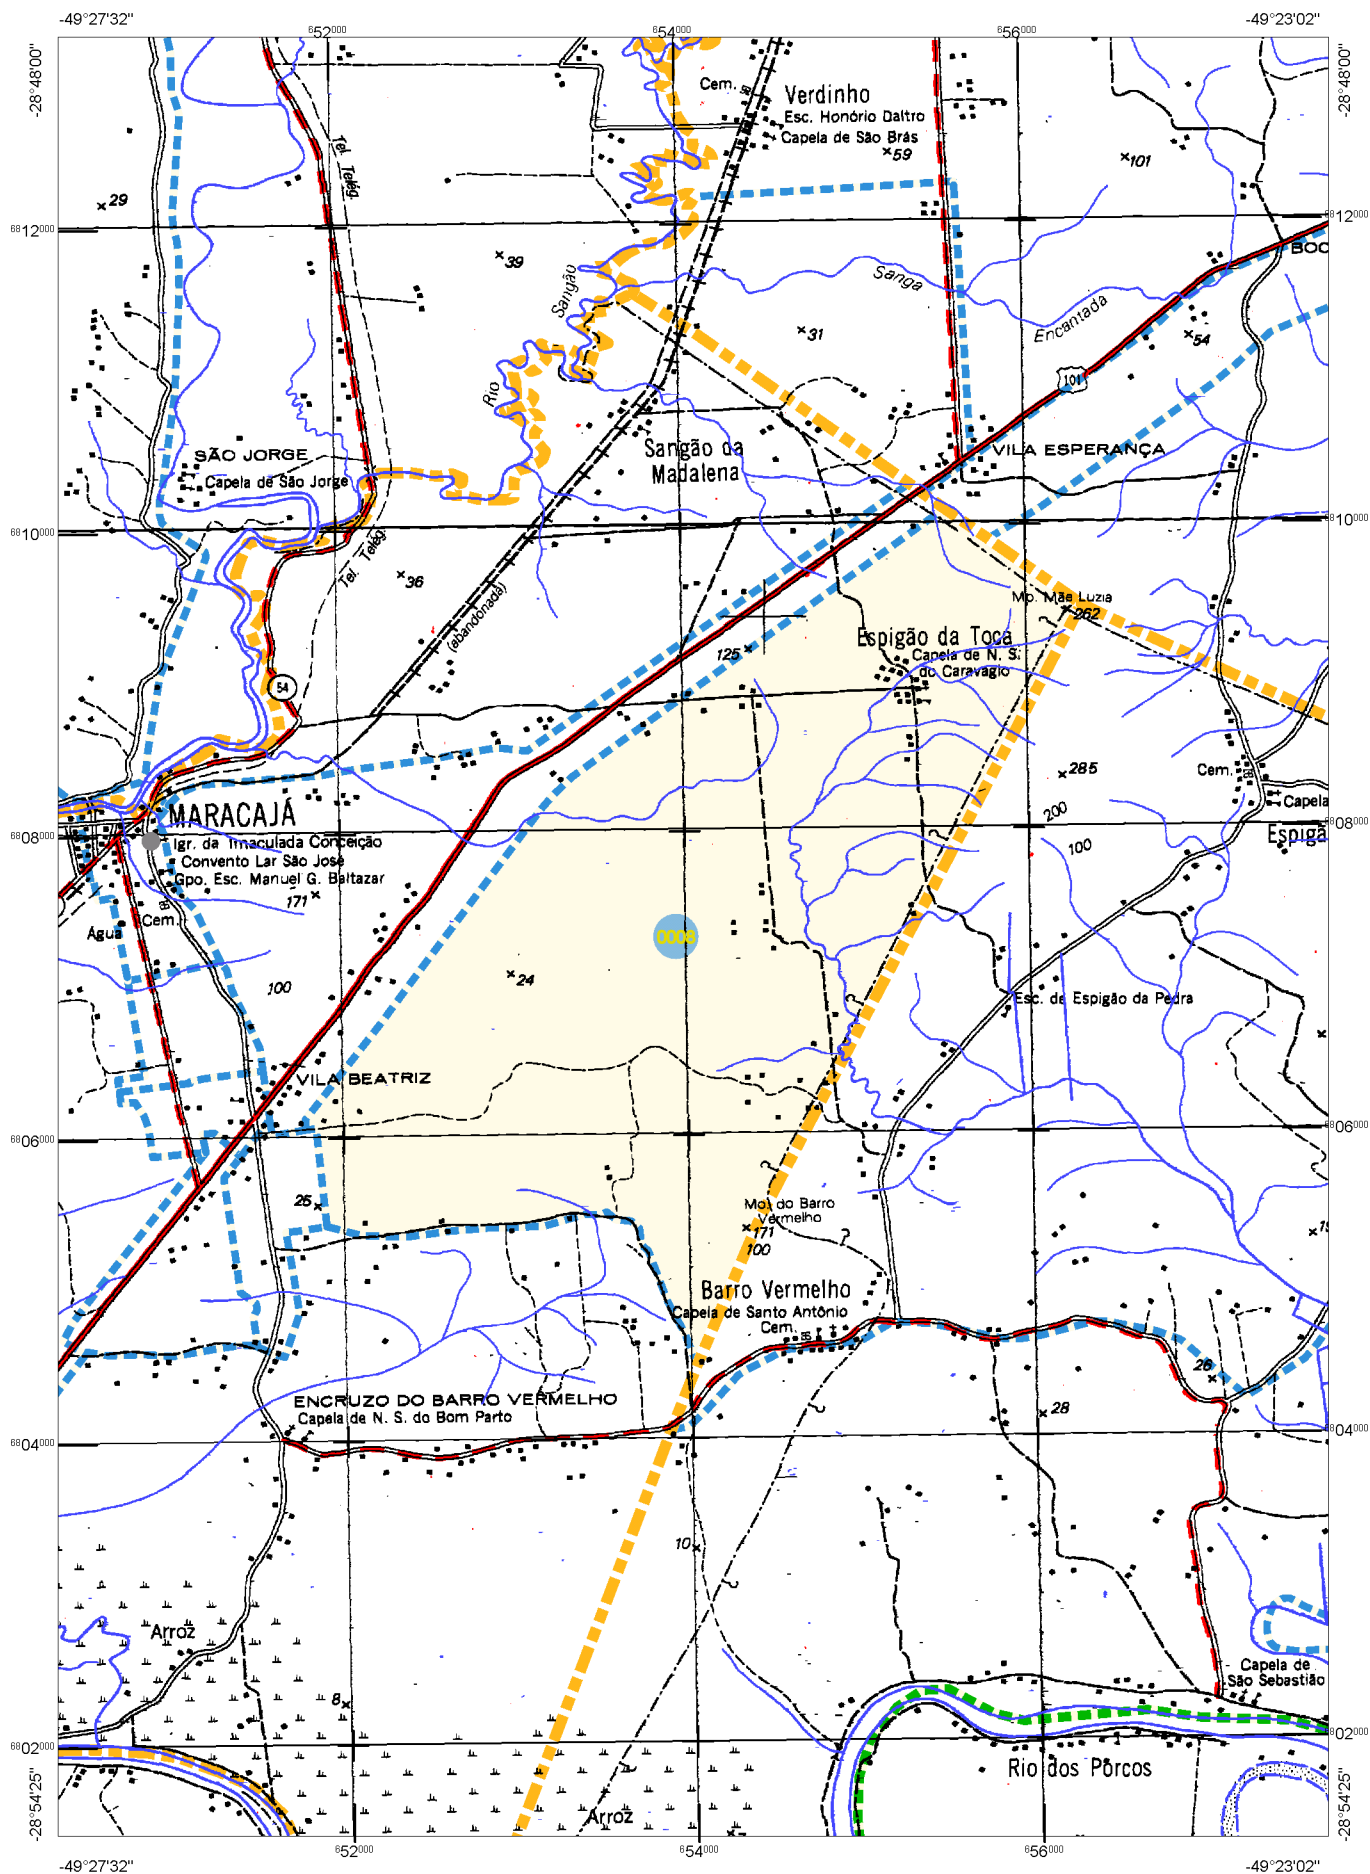 -49°27'32"
-49°23'02"
652000
654000
656000
-28°48'00"
-28°48'00"
Cem.
Verdinho
Esc. Honório Daltro
Capela de São Brás
59
101
Tel. Telég.
29
6812000
6812000
39
BOC
Sangão
Sanga
Encantada
31
54
101
Rio
SÃO JORGE
Capela de São Jorge
Sangão da
Madalena
VILA ESPERANÇA
6810000
6810000
Tel. Telég.
36
(abandonada)
Mo. Mãe Luzia
262
Espigão da Toca
Capela de N. S.
do Caravagio
125
54
285
Cem.
Capela
200
MARACAJÁ
6808000
6808000
Espigã
100
Igr. da Imaculada Conceição
Convento Lar São José
Gpo. Esc. Manuel G. Baltazar
171
Cem.
Água
0008
24
100
Esc. de Espigão da Pedra
VILA BEATRIZ
6806000
6806000
25
Mo. do Barro
Vermelho
171
100
Barro Vermelho
Capela de Santo Antônio
Cem.
26
ENCRUZO DO BARRO VERMELHO
Capela de N. S. do Bom Parto
28
6804000
6804000
10
Arroz
Capela de
São Sebastião
8
6802000
6802000
Rio dos Porcos
-28°54'25"
-28°54'25"
Arroz
652000
654000
656000
-49°27'32"
-49°23'02"